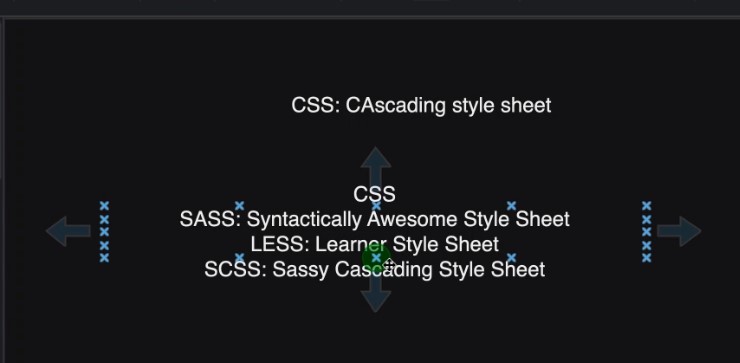 CSS: CAscading style sheet
CSS
SASS: Syntactically Awesome Style Sheet
LESS: Learner Style Sheet
SCSS: Sassy Cascading Style Sheet